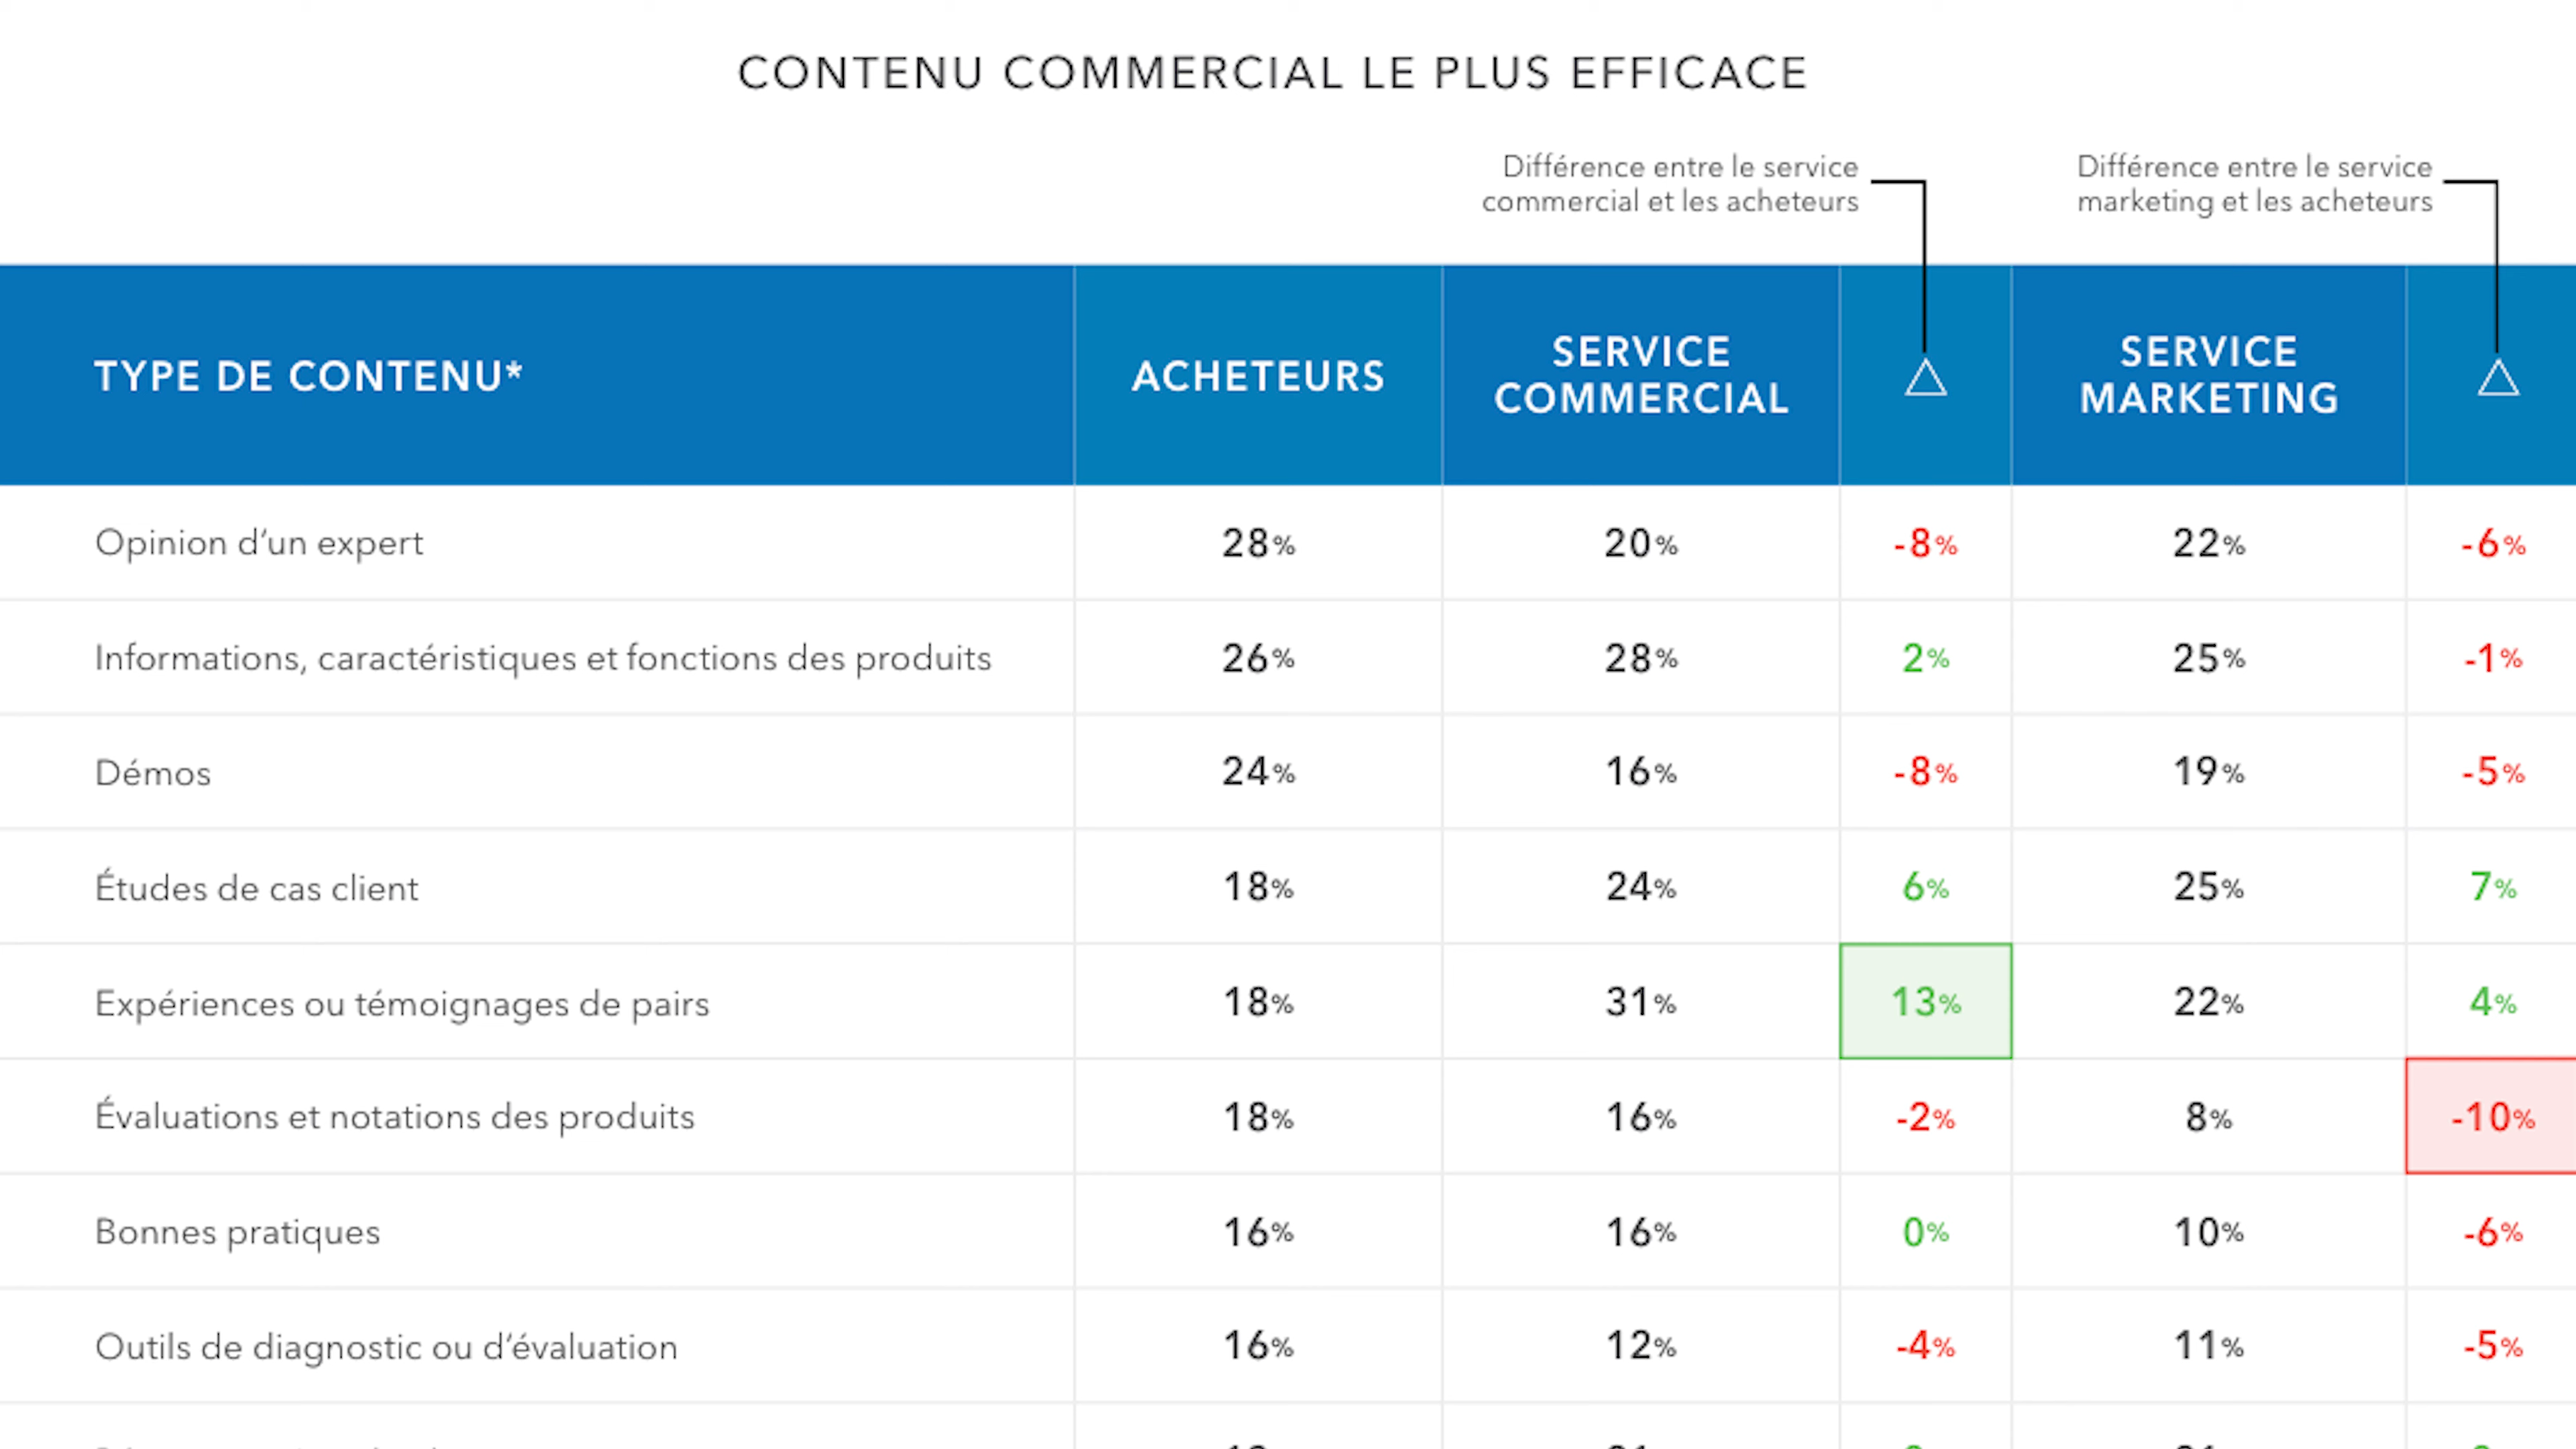 CONTENU COMMERCIAL LE PLUS EFFICACE
Différence entre le service
commercial et les acheteurs
Différence entre le service
marketing et les acheteurs
TYPE DE CONTENU*
ACHETEURS
SERVICE
COMMERCIAL
△
SERVICE
MARKETING
△
Opinion d’un expert 28% 20% -8% 22% -6%
Informations, caractéristiques et fonctions des produits 26% 28% 2% 25% -1%
Démos 24% 16% -8% 19% -5%
Études de cas client 18% 24% 6% 25% 7%
Expériences ou témoignages de pairs 18% 31% 13% 22% 4%
Évaluations et notations des produits 18% 16% -2% 8% -10%
Bonnes pratiques 16% 16% 0% 10% -6%
Outils de diagnostic ou d’évaluation 16% 12% -4% 11% -5%